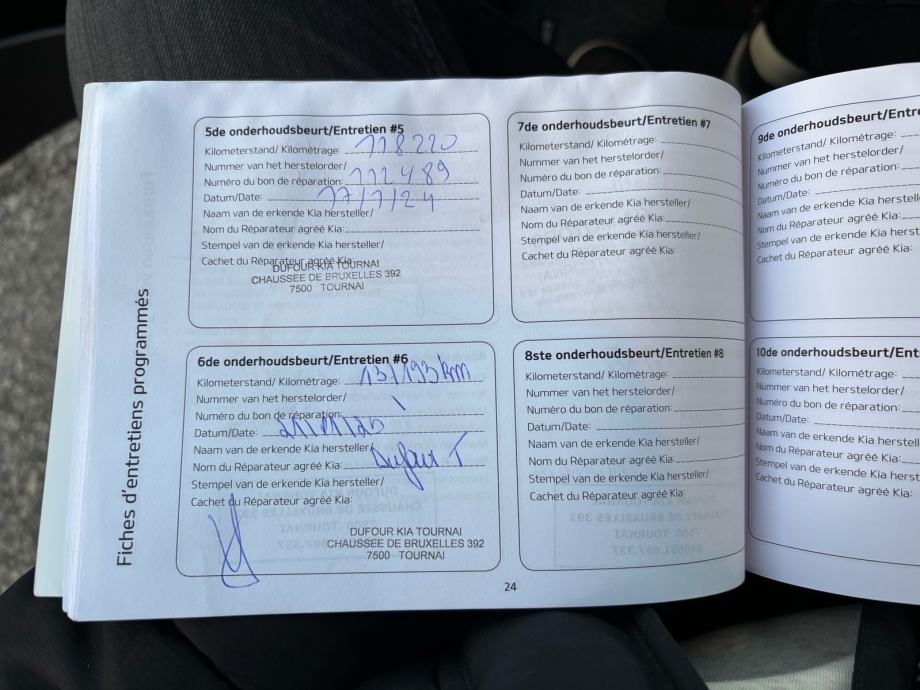 Fiches d'entretiens programmés
5de onderhoudsbeurt/Entretien #5
Kilometerstand/ Kilométrage: 118220
Nummer van het herstelorder/
Numéro du bon de réparation: 112489
Datum/Date: 17/1/24
Naam van de erkende Kia hersteller/
Nom du Réparateur agréé Kia:
Stempel van de erkende Kia hersteller/
Cachet du Réparateur agréé Kia:
DUFOUR KIA TOURNAI
CHAUSSEE DE BRUXELLES 392
7500 TOURNAI
6de onderhoudsbeurt/Entretien #6
Kilometerstand/ Kilométrage: 131193 km
Nummer van het herstelorder/
Numéro du bon de réparation: \
Datum/Date:
Naam van de erkende Kia hersteller/
Nom du Réparateur agréé Kia: Dufour T
Stempel van de erkende Kia hersteller/
Cachet du Réparateur agréé Kia:
DUFOUR KIA TOURNAI
CHAUSSEE DE BRUXELLES 392
7500 TOURNAI
7de onderhoudsbeurt/Entretien #7
Kilometerstand/ Kilométrage:
Nummer van het herstelorder/
Numéro du bon de réparation:
Datum/Date:
Naam van de erkende Kia hersteller/
Nom du Réparateur agréé Kia:
Stempel van de erkende Kia hersteller/
Cachet du Réparateur agréé Kia:
8ste onderhoudsbeurt/Entretien #8
Kilometerstand/ Kilométrage:
Nummer van het herstelorder/
Numéro du bon de réparation:
Datum/Date:
Naam van de erkende Kia hersteller/
Nom du Réparateur agréé Kia:
Stempel van de erkende Kia hersteller/
Cachet du Réparateur agréé Kia:
24
9de onderhoudsbeurt/Ent
Kilometerstand/ Kilométrage:
Nummer van het herstelorder/
Numéro du bon de réparation:
Datum/Date:
Naam van de erkende Kia herstell
Nom du Réparateur agréé Kia:
Stempel van de erkende Kia herste
Cachet du Réparateur agréé Kia:
10de onderhoudsbeurt/Ent
Kilometerstand/ Kilométrage:
Nummer van het herstelorder/
Numéro du bon de réparation:
Datum/Date:
Naam van de erkende Kia herstell
Nom du Réparateur agréé Kia:
Stempel van de erkende Kia herste
Cachet du Réparateur agréé Kia: